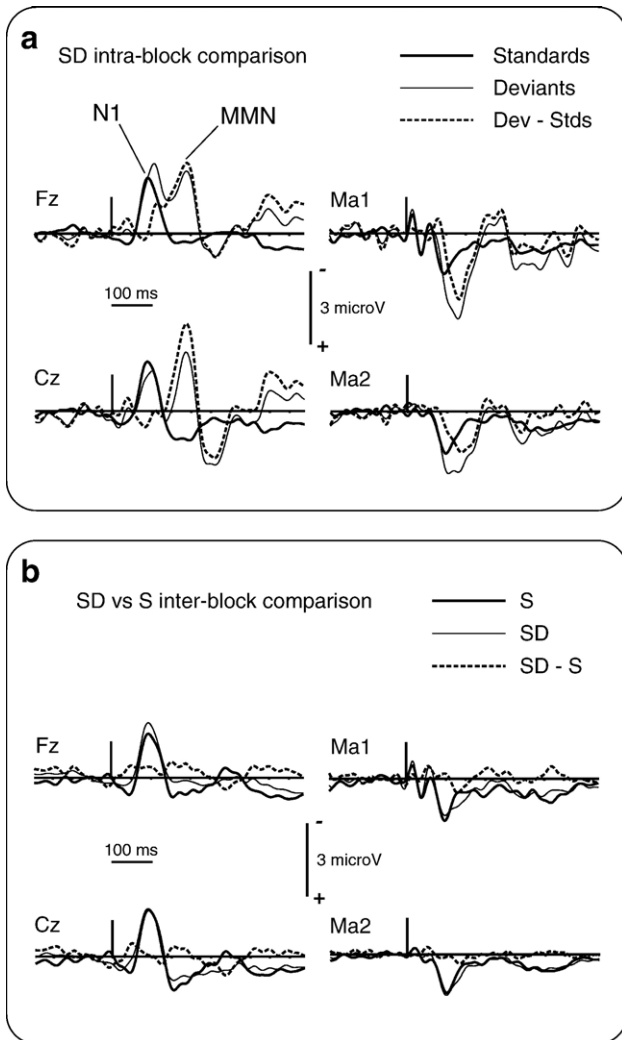 a
SD intra-block comparison
Standards
Deviants
Dev - Stds
N1
MMN
Fz
Ma1
-
100 ms
3 microV
+
Cz
Ma2
b
SD vs S inter-block comparison
S
SD
SD - S
Fz
Ma1
-
100 ms
3 microV
+
Cz
Ma2